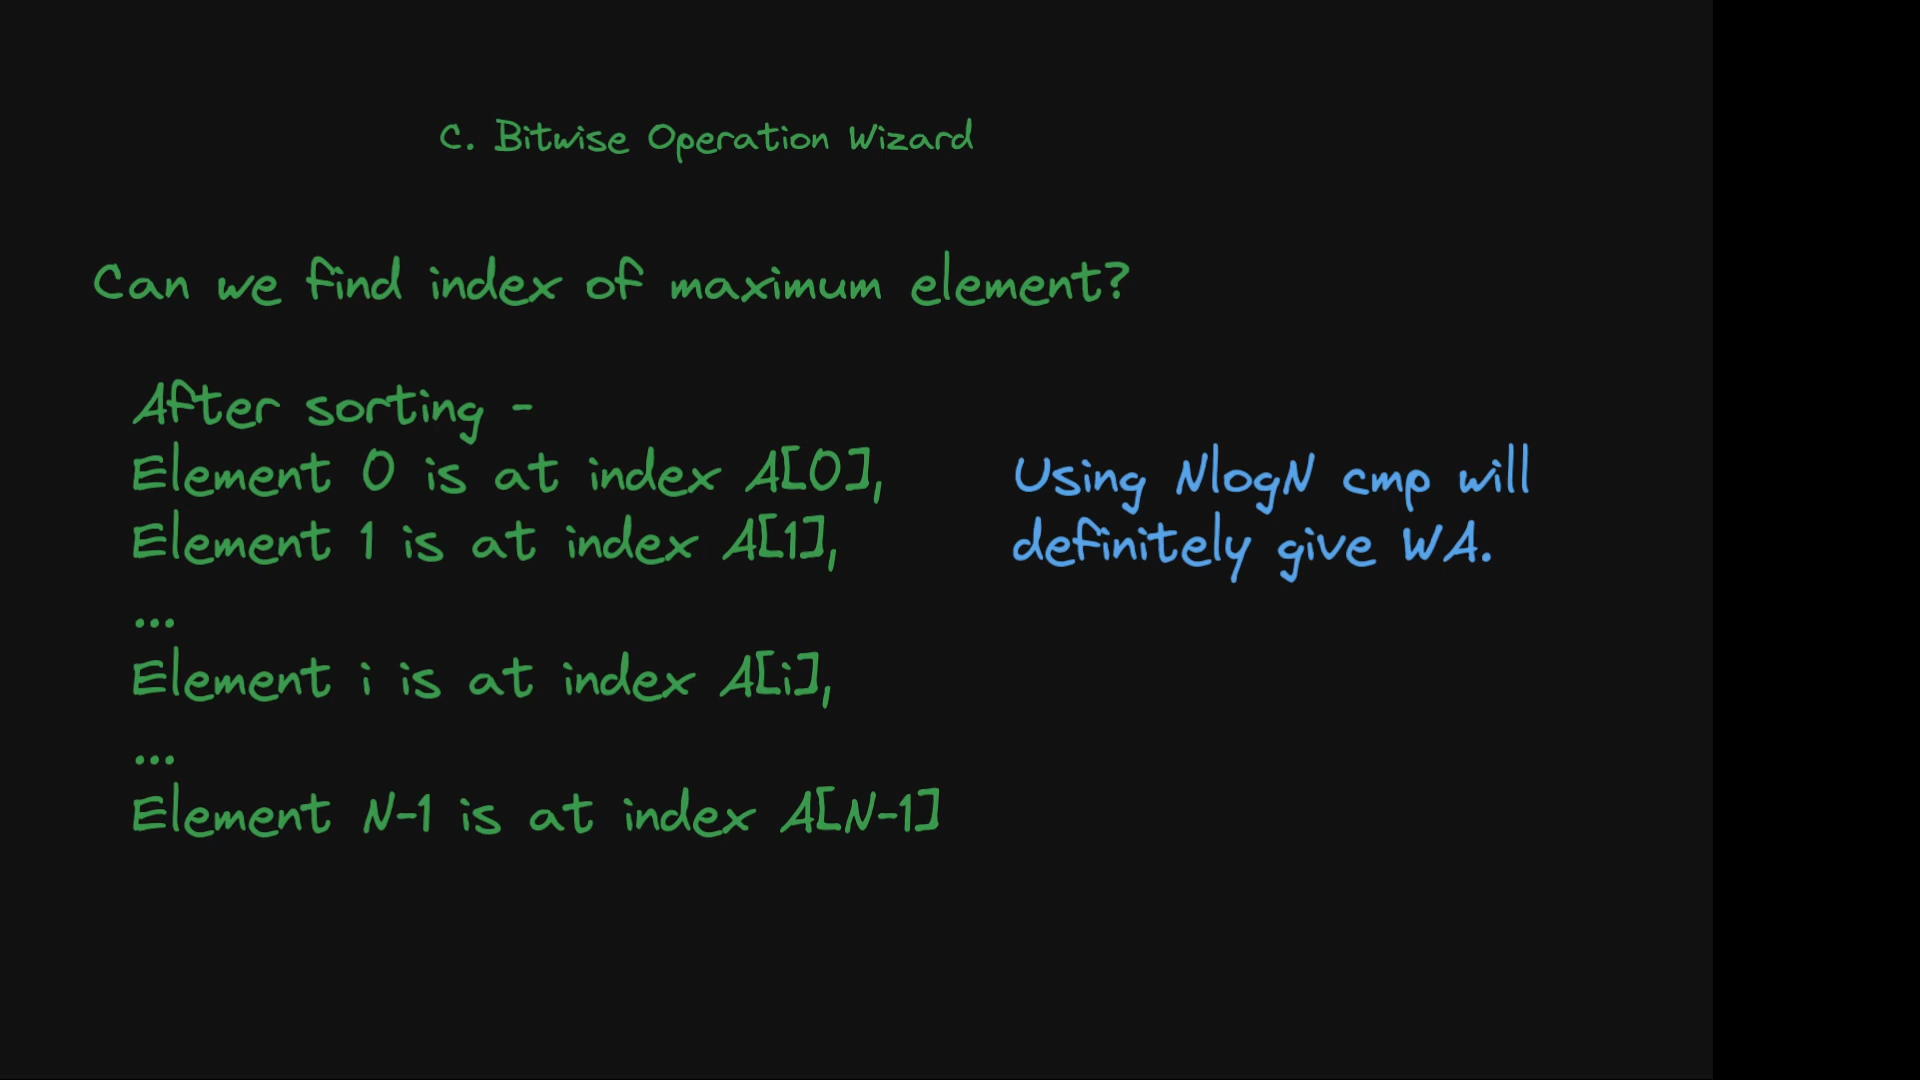 C. Bitwise Operation Wizard
Can we find index of maximum element?
After sorting -
Element 0 is at index A[0],
Element 1 is at index A[1],
...
Element i is at index A[i],
...
Element N-1 is at index A[N-1]
Using NlogN cmp will
definitely give WA.